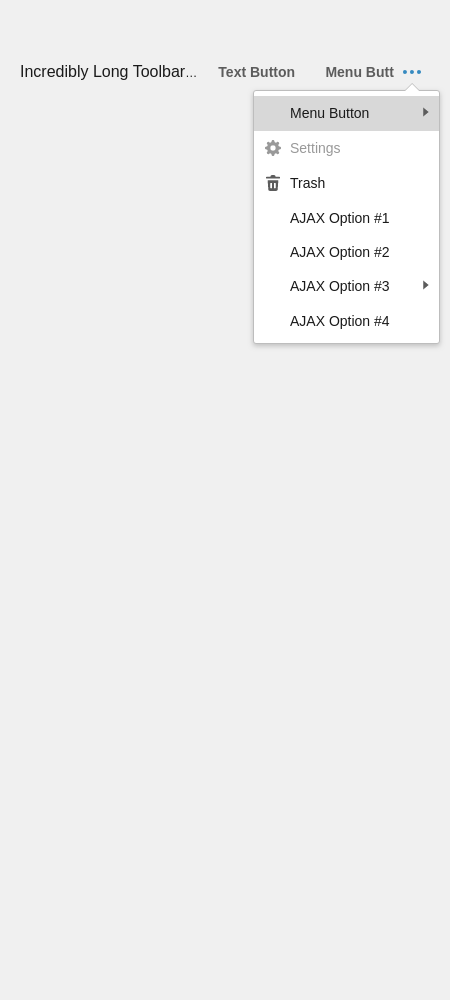 Incredibly Long Toolbar... Text Button Menu Butt
Menu Button
Settings
Trash
AJAX Option #1
AJAX Option #2
AJAX Option #3
AJAX Option #4